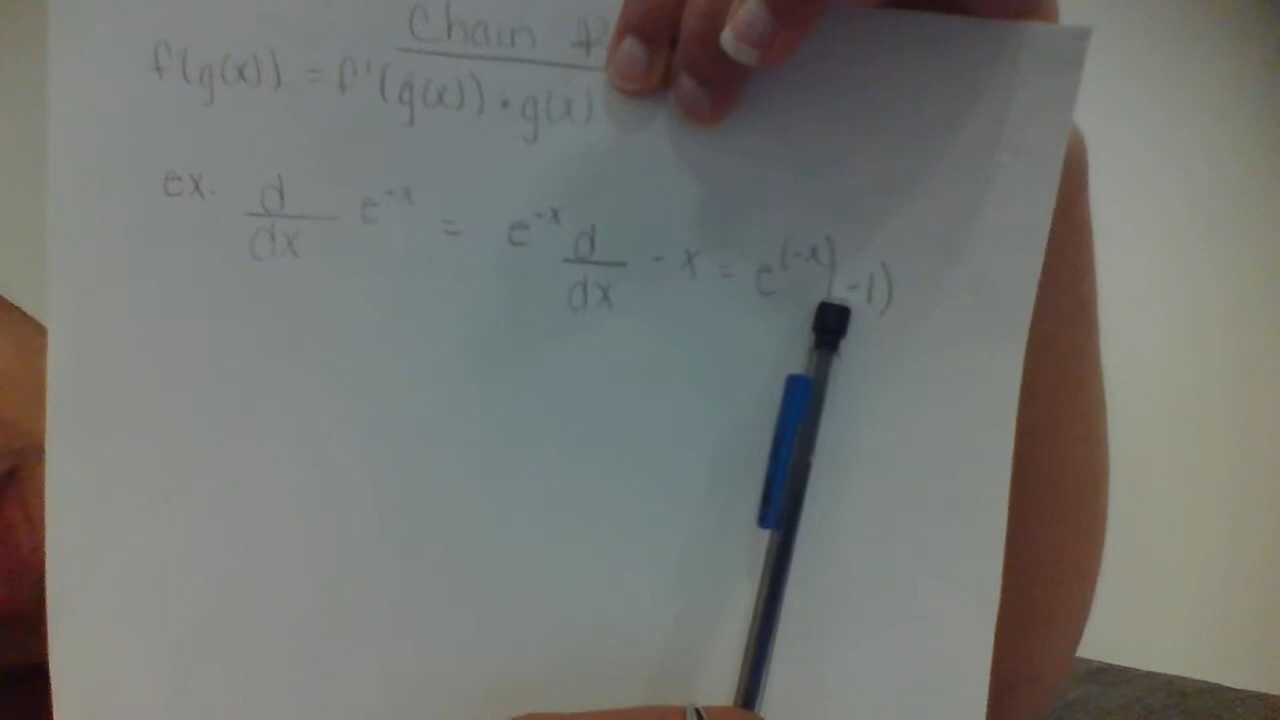 Chain
f(g(x)) = f'(g(x)) • g(x)
ex. d/dx e^-x = e^-x d/dx -x = e^(-x)(-1)